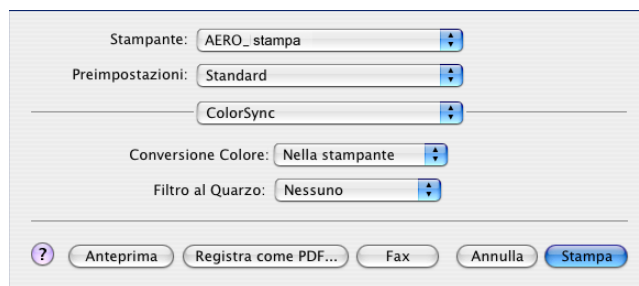 Stampante: AERO_ stampa
Preimpostazioni: Standard
ColorSync
Conversione Colore: Nella stampante
Filtro al Quarzo: Nessuno
? Anteprima Registra come PDF... Fax Annulla Stampa